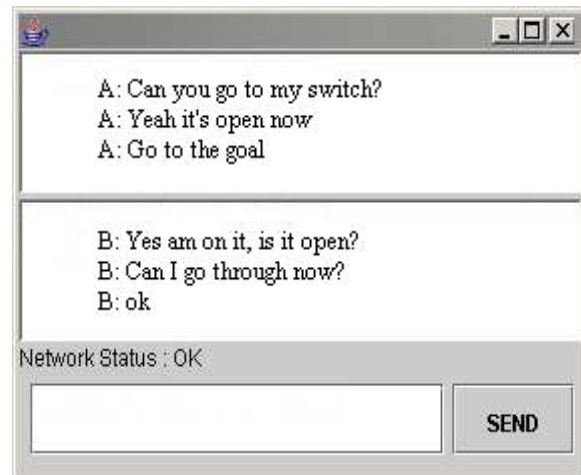 A: Can you go to my switch?
A: Yeah it's open now
A: Go to the goal
B: Yes am on it, is it open?
B: Can I go through now?
B: ok
Network Status : OK
SEND